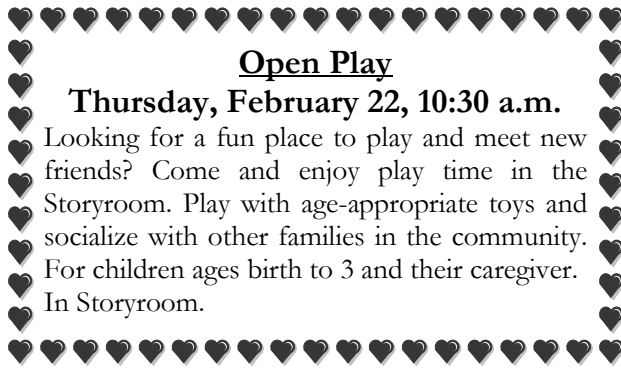 Open Play
Thursday, February 22, 10:30 a.m.
Looking for a fun place to play and meet new
friends? Come and enjoy play time in the
Storyroom. Play with age-appropriate toys and
socialize with other families in the community.
For children ages birth to 3 and their caregiver.
In Storyroom.